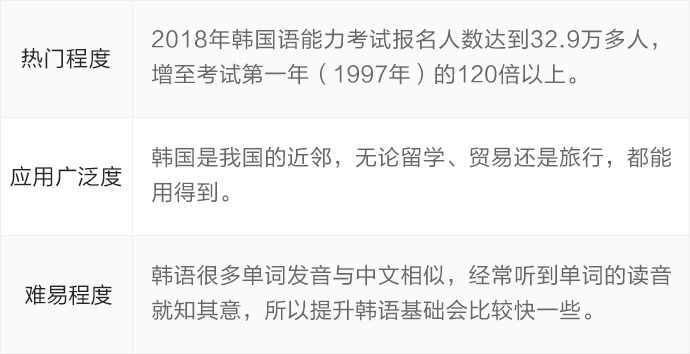 热门程度
2018年韩国语能力考试报名人数达到32.9万多人，
增至考试第一年（1997年）的120倍以上。
应用广泛度
韩国是我国的近邻，无论留学、贸易还是旅行，都能
用得到。
难易程度
韩语很多单词发音与中文相似，经常听到单词的读音
就知其意，所以提升韩语基础会比较快一些。